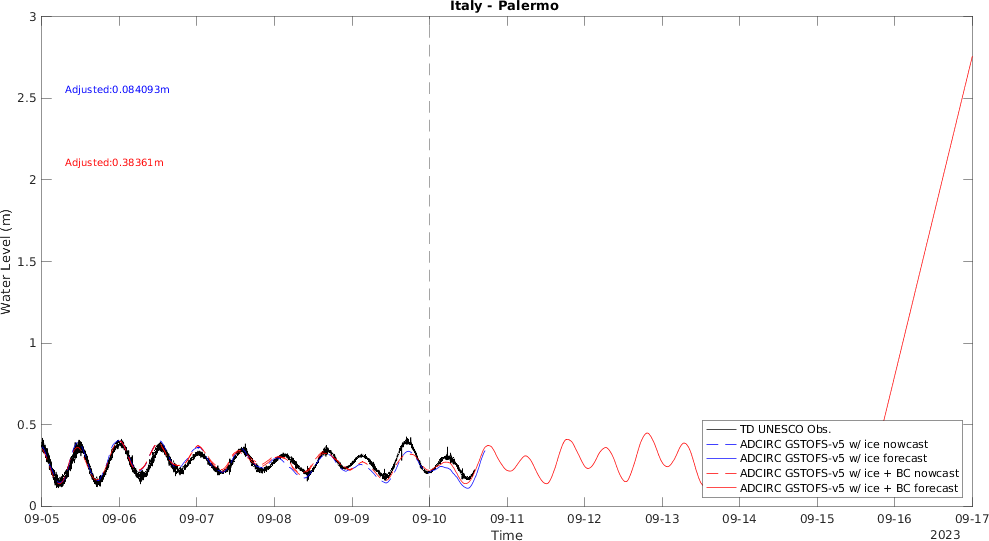 Italy - Palermo
3
2.5
2
1.5
1
0.5
0
Water Level (m)
Adjusted:0.084093m
Adjusted:0.38361m
TD UNESCO Obs.
ADCIRC GSTOFS-v5 w/ ice nowcast
ADCIRC GSTOFS-v5 w/ ice forecast
ADCIRC GSTOFS-v5 w/ ice + BC nowcast
ADCIRC GSTOFS-v5 w/ ice + BC forecast
09-05 09-06 09-07 09-08 09-09 09-10 09-11 09-12 09-13 09-14 09-15 09-16 09-17
Time
2023